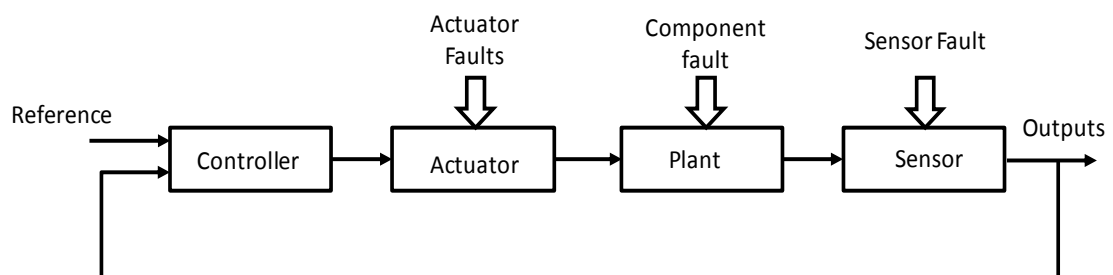 Actuator
Faults
Component
fault
Sensor Fault
Reference
Outputs
Controller
Actuator
Plant
Sensor